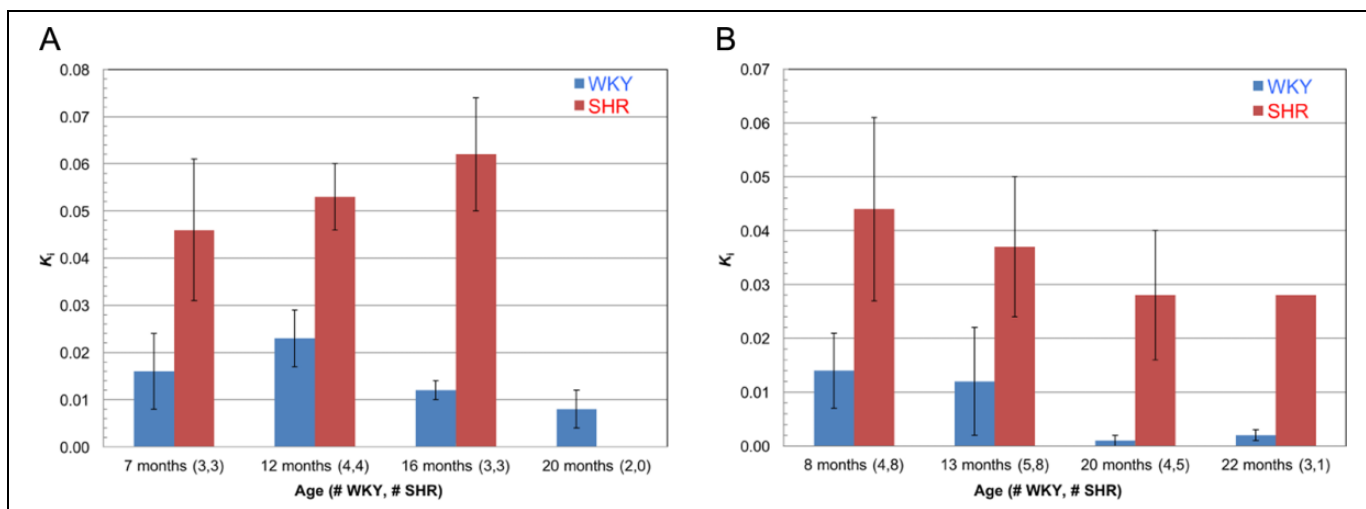 A
0.08
0.07
0.06
0.05
0.04
0.03
0.02
0.01
0.00
Ki
WKY
SHR
7 months (3,3)
12 months (4,4)
16 months (3,3)
20 months (2,0)
Age (# WKY, # SHR)
B
0.07
0.06
0.05
0.04
0.03
0.02
0.01
0.00
Ki
WKY
SHR
8 months (4,8)
13 months (5,8)
20 months (4,5)
22 months (3,1)
Age (# WKY, # SHR)